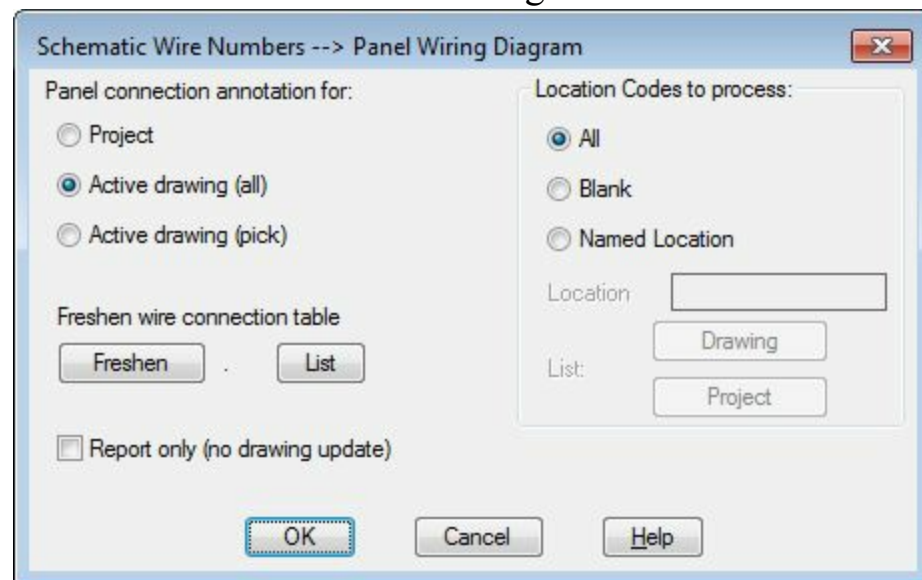 Schematic Wire Numbers --> Panel Wiring Diagram
Panel connection annotation for:
Project
Active drawing (all)
Active drawing (pick)
Freshen wire connection table
Freshen . List
Report only (no drawing update)
Location Codes to process:
All
Blank
Named Location
Location
List:
Drawing
Project
OK Cancel Help